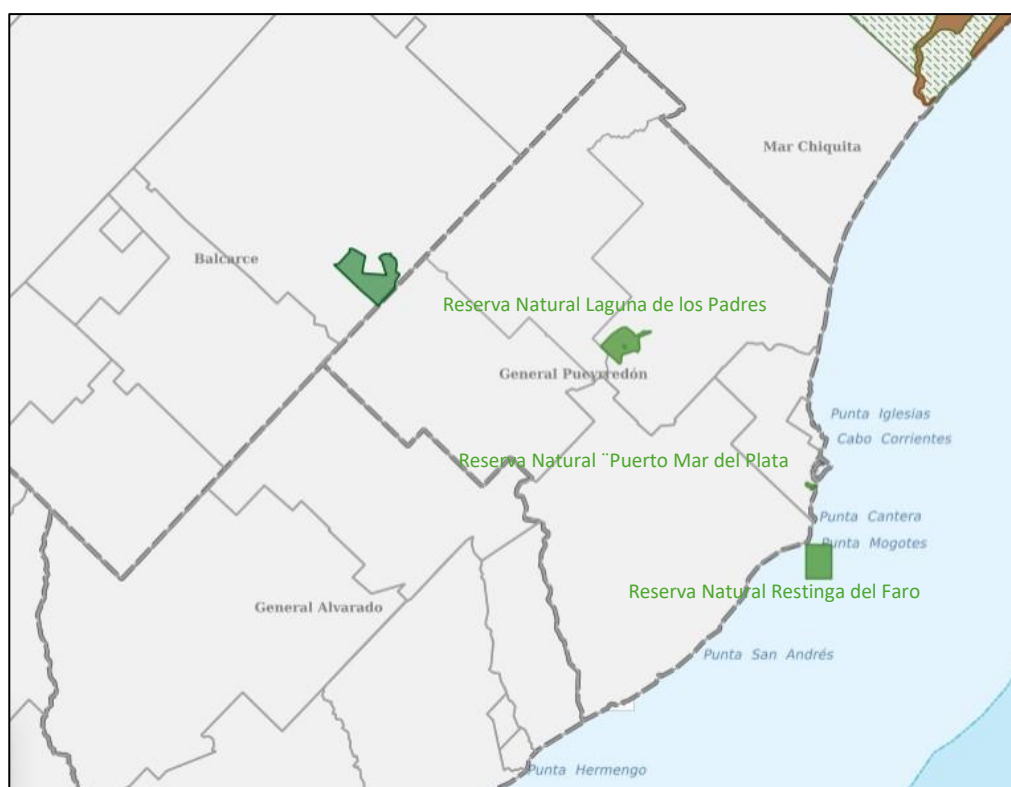 Mar Chiquita
Balcarce
Reserva Natural Laguna de los Padres
General Pueyrredón
Punta Iglesias
Cabo Corrientes
Reserva Natural ¨Puerto Mar del Plata
Punta Cantera
Punta Mogotes
Reserva Natural Restinga del Faro
General Alvarado
Punta San Andrés
Punta Hermengo